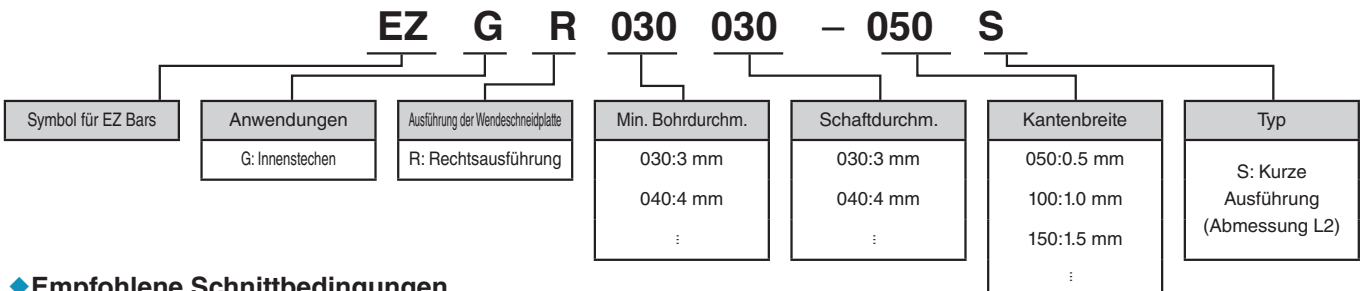 EZ G R 030 030 – 050 S
Symbol für EZ Bars
Anwendungen
G: Innenstechen
Ausführung der Wendeschneidplatte
R: Rechtsausführung
Min. Bohrdurchm.
030:3 mm
040:4 mm
⋮
Schaftdurchm.
030:3 mm
040:4 mm
⋮
Kantenbreite
050:0.5 mm
100:1.0 mm
150:1.5 mm
⋮
Typ
S: Kurze
Ausführung
(Abmessung L2)
◆Empfohlene Schnittbedingungen